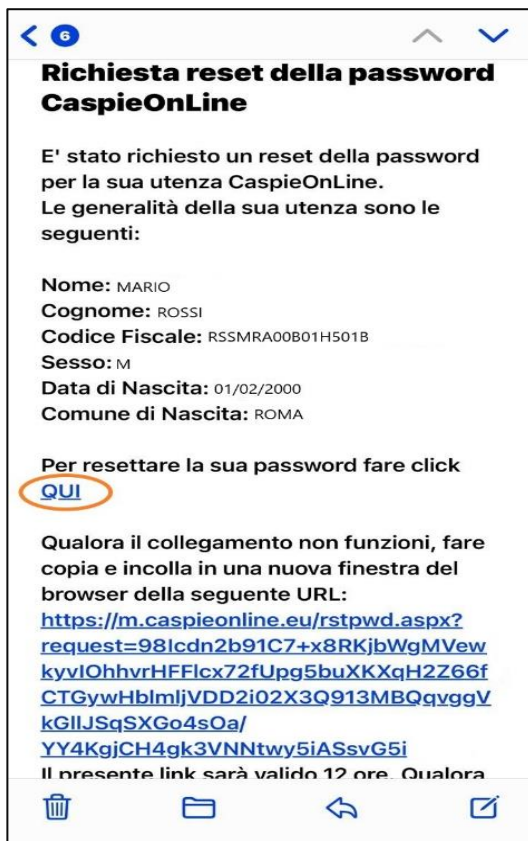 6
Richiesta reset della password
CaspieOnLine
E' stato richiesto un reset della password
per la sua utenza CaspieOnLine.
Le generalità della sua utenza sono le
seguenti:
Nome: MARIO
Cognome: ROSSI
Codice Fiscale: RSSMRA00B01H501B
Sesso: M
Data di Nascita: 01/02/2000
Comune di Nascita: ROMA
Per resettare la sua password fare click
QUI
Qualora il collegamento non funzioni, fare
copia e incolla in una nuova finestra del
browser della seguente URL:
https://m.caspieonline.eu/rstpwd.aspx?
request=98Icdn2b91C7+x8RKjbWgMVew
kyvIOhhvrHFFlcx72fUpg5buXKXqH2Z66f
CTGywHblmljVDD2i02X3Q913MBQqvggV
kGllJSqSXGo4sOa/
YY4KgjCH4gk3VNNtwy5iASsvG5i
Il presente link sarà valido 12 ore. Qualora